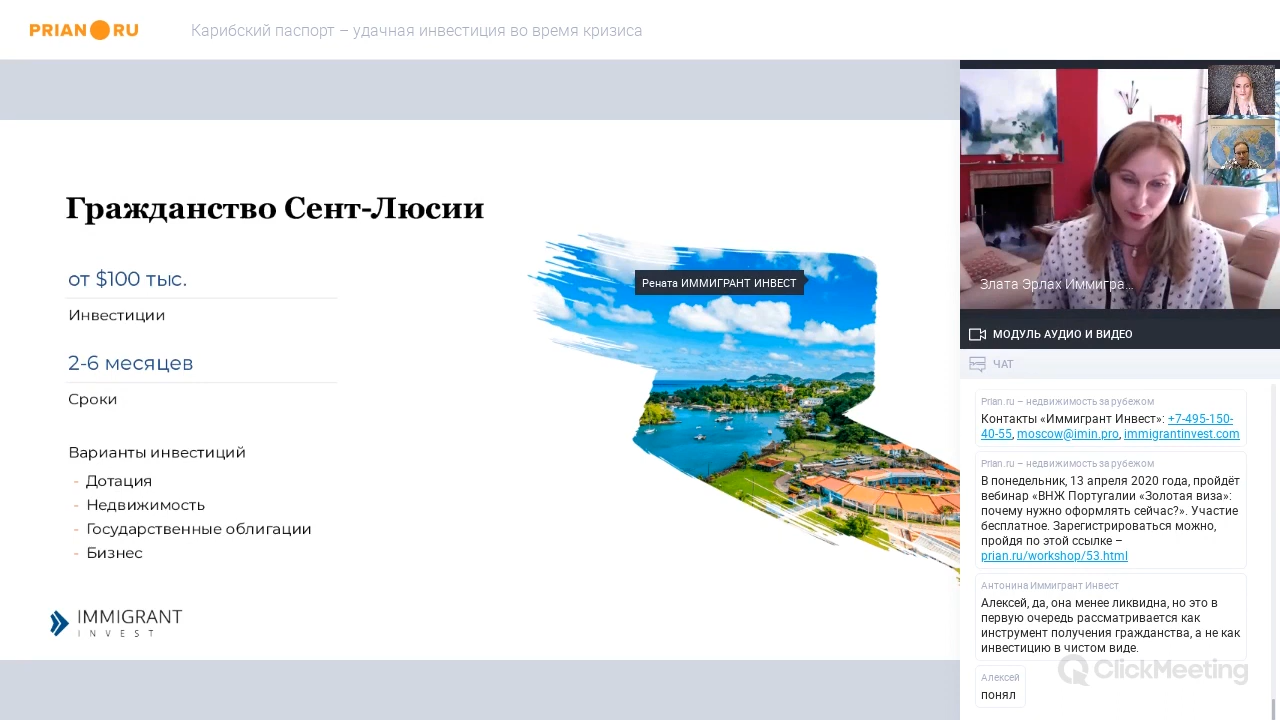 PRIAN RU
Карибский паспорт – удачная инвестиция во время кризиса
Гражданство Сент-Люсии
от $100 тыс.
Инвестиции
2-6 месяцев
Сроки
Варианты инвестиций
- Дотация
- Недвижимость
- Государственные облигации
- Бизнес
IMMIGRANT
INVEST
Рената ИММИГРАНТ ИНВЕСТ
Злата Эрлах Иммигра...
МОДУЛЬ АУДИО И ВИДЕО
ЧАТ
Prian.ru – недвижимость за рубежом
Контакты «Иммигрант Инвест»: +7-495-150-
40-55, moscow@imin.pro, immigrantinvest.com
Prian.ru – недвижимость за рубежом
В понедельник, 13 апреля 2020 года, пройдёт
вебинар «ВНЖ Португалии «Золотая виза»:
почему нужно оформлять сейчас?». Участие
бесплатное. Зарегистрироваться можно,
пройдя по этой ссылке –
prian.ru/workshop/53.html
Антонина Иммигрант Инвест
Алексей, да, она менее ликвидна, но это в
первую очередь рассматривается как
инструмент получения гражданства, а не как
инвестицию в чистом виде.
ClickMeeting
Алексей
понял